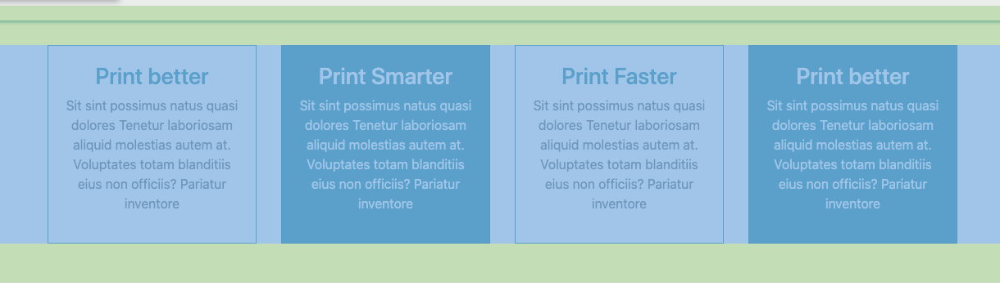 Print better
Sit sint possimus natus quasi
dolores Tenetur laboriosam
aliquid molestias autem at.
Voluptates totam blanditiis
eius non officiis? Pariatur
inventore
Print Smarter
Sit sint possimus natus quasi
dolores Tenetur laboriosam
aliquid molestias autem at.
Voluptates totam blanditiis
eius non officiis? Pariatur
inventore
Print Faster
Sit sint possimus natus quasi
dolores Tenetur laboriosam
aliquid molestias autem at.
Voluptates totam blanditiis
eius non officiis? Pariatur
inventore
Print better
Sit sint possimus natus quasi
dolores Tenetur laboriosam
aliquid molestias autem at.
Voluptates totam blanditiis
eius non officiis? Pariatur
inventore